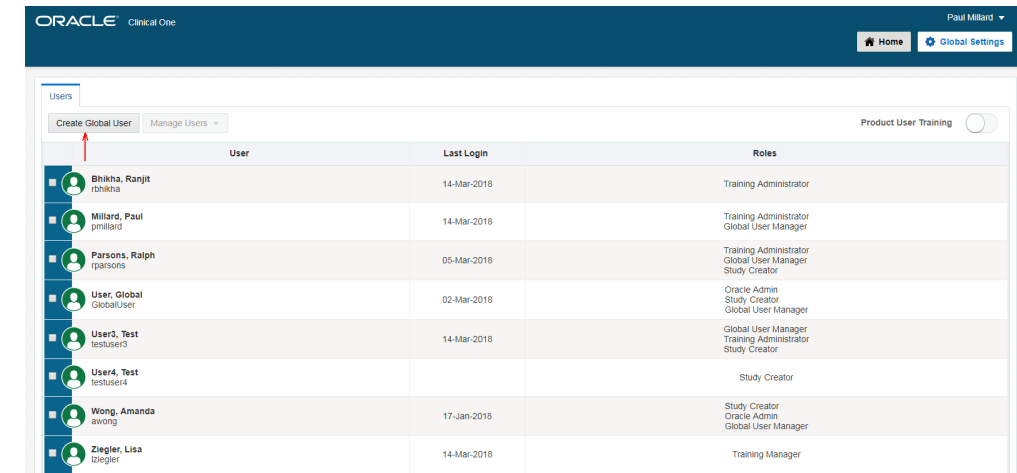 ORACLE Clinical One
Paul Millard
Home Global Settings
Users
Create Global User Manage Users Product User Training
User Last Login Roles
Bhikha, Ranjit
rbhikha
14-Mar-2018
Training Administrator
Millard, Paul
pmillard
14-Mar-2018
Training Administrator
Global User Manager
Parsons, Ralph
rparsons
05-Mar-2018
Training Administrator
Global User Manager
Study Creator
User, Global
GlobalUser
02-Mar-2018
Oracle Admin
Study Creator
Global User Manager
User3, Test
testuser3
14-Mar-2018
Global User Manager
Training Administrator
Study Creator
User4, Test
testuser4
Study Creator
Wong, Amanda
awong
17-Jan-2018
Study Creator
Oracle Admin
Global User Manager
Ziegler, Lisa
lziegler
14-Mar-2018
Training Manager